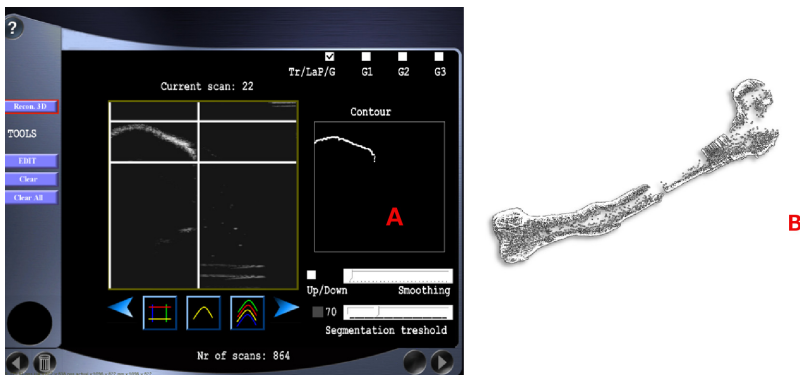 ?
Tr/LaP/G G1 G2 G3
Current scan: 22
Recon. 3D
Contour
TOOLS
EDIT
Clear
Clear All
A
B
Up/Down Smoothing
70
Segmentation treshold
Nr of scans: 864